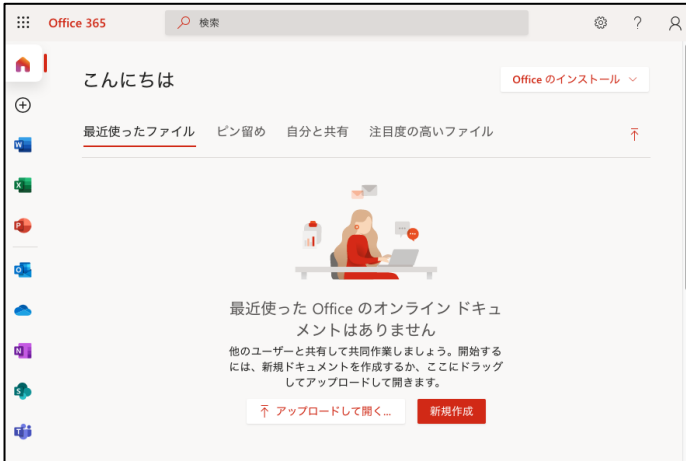 Office 365
検索
?
こんにちは
Office のインストール
最近使ったファイル ピン留め 自分と共有 注目度の高いファイル
W
X
P
O
N
S
T
最近使った Office のオンライン ドキュ
メントはありません
他のユーザーと共有して共同作業しましょう。開始する
には、新規ドキュメントを作成するか、ここにドラッグ
してアップロードして開きます。
アップロードして開く...
新規作成